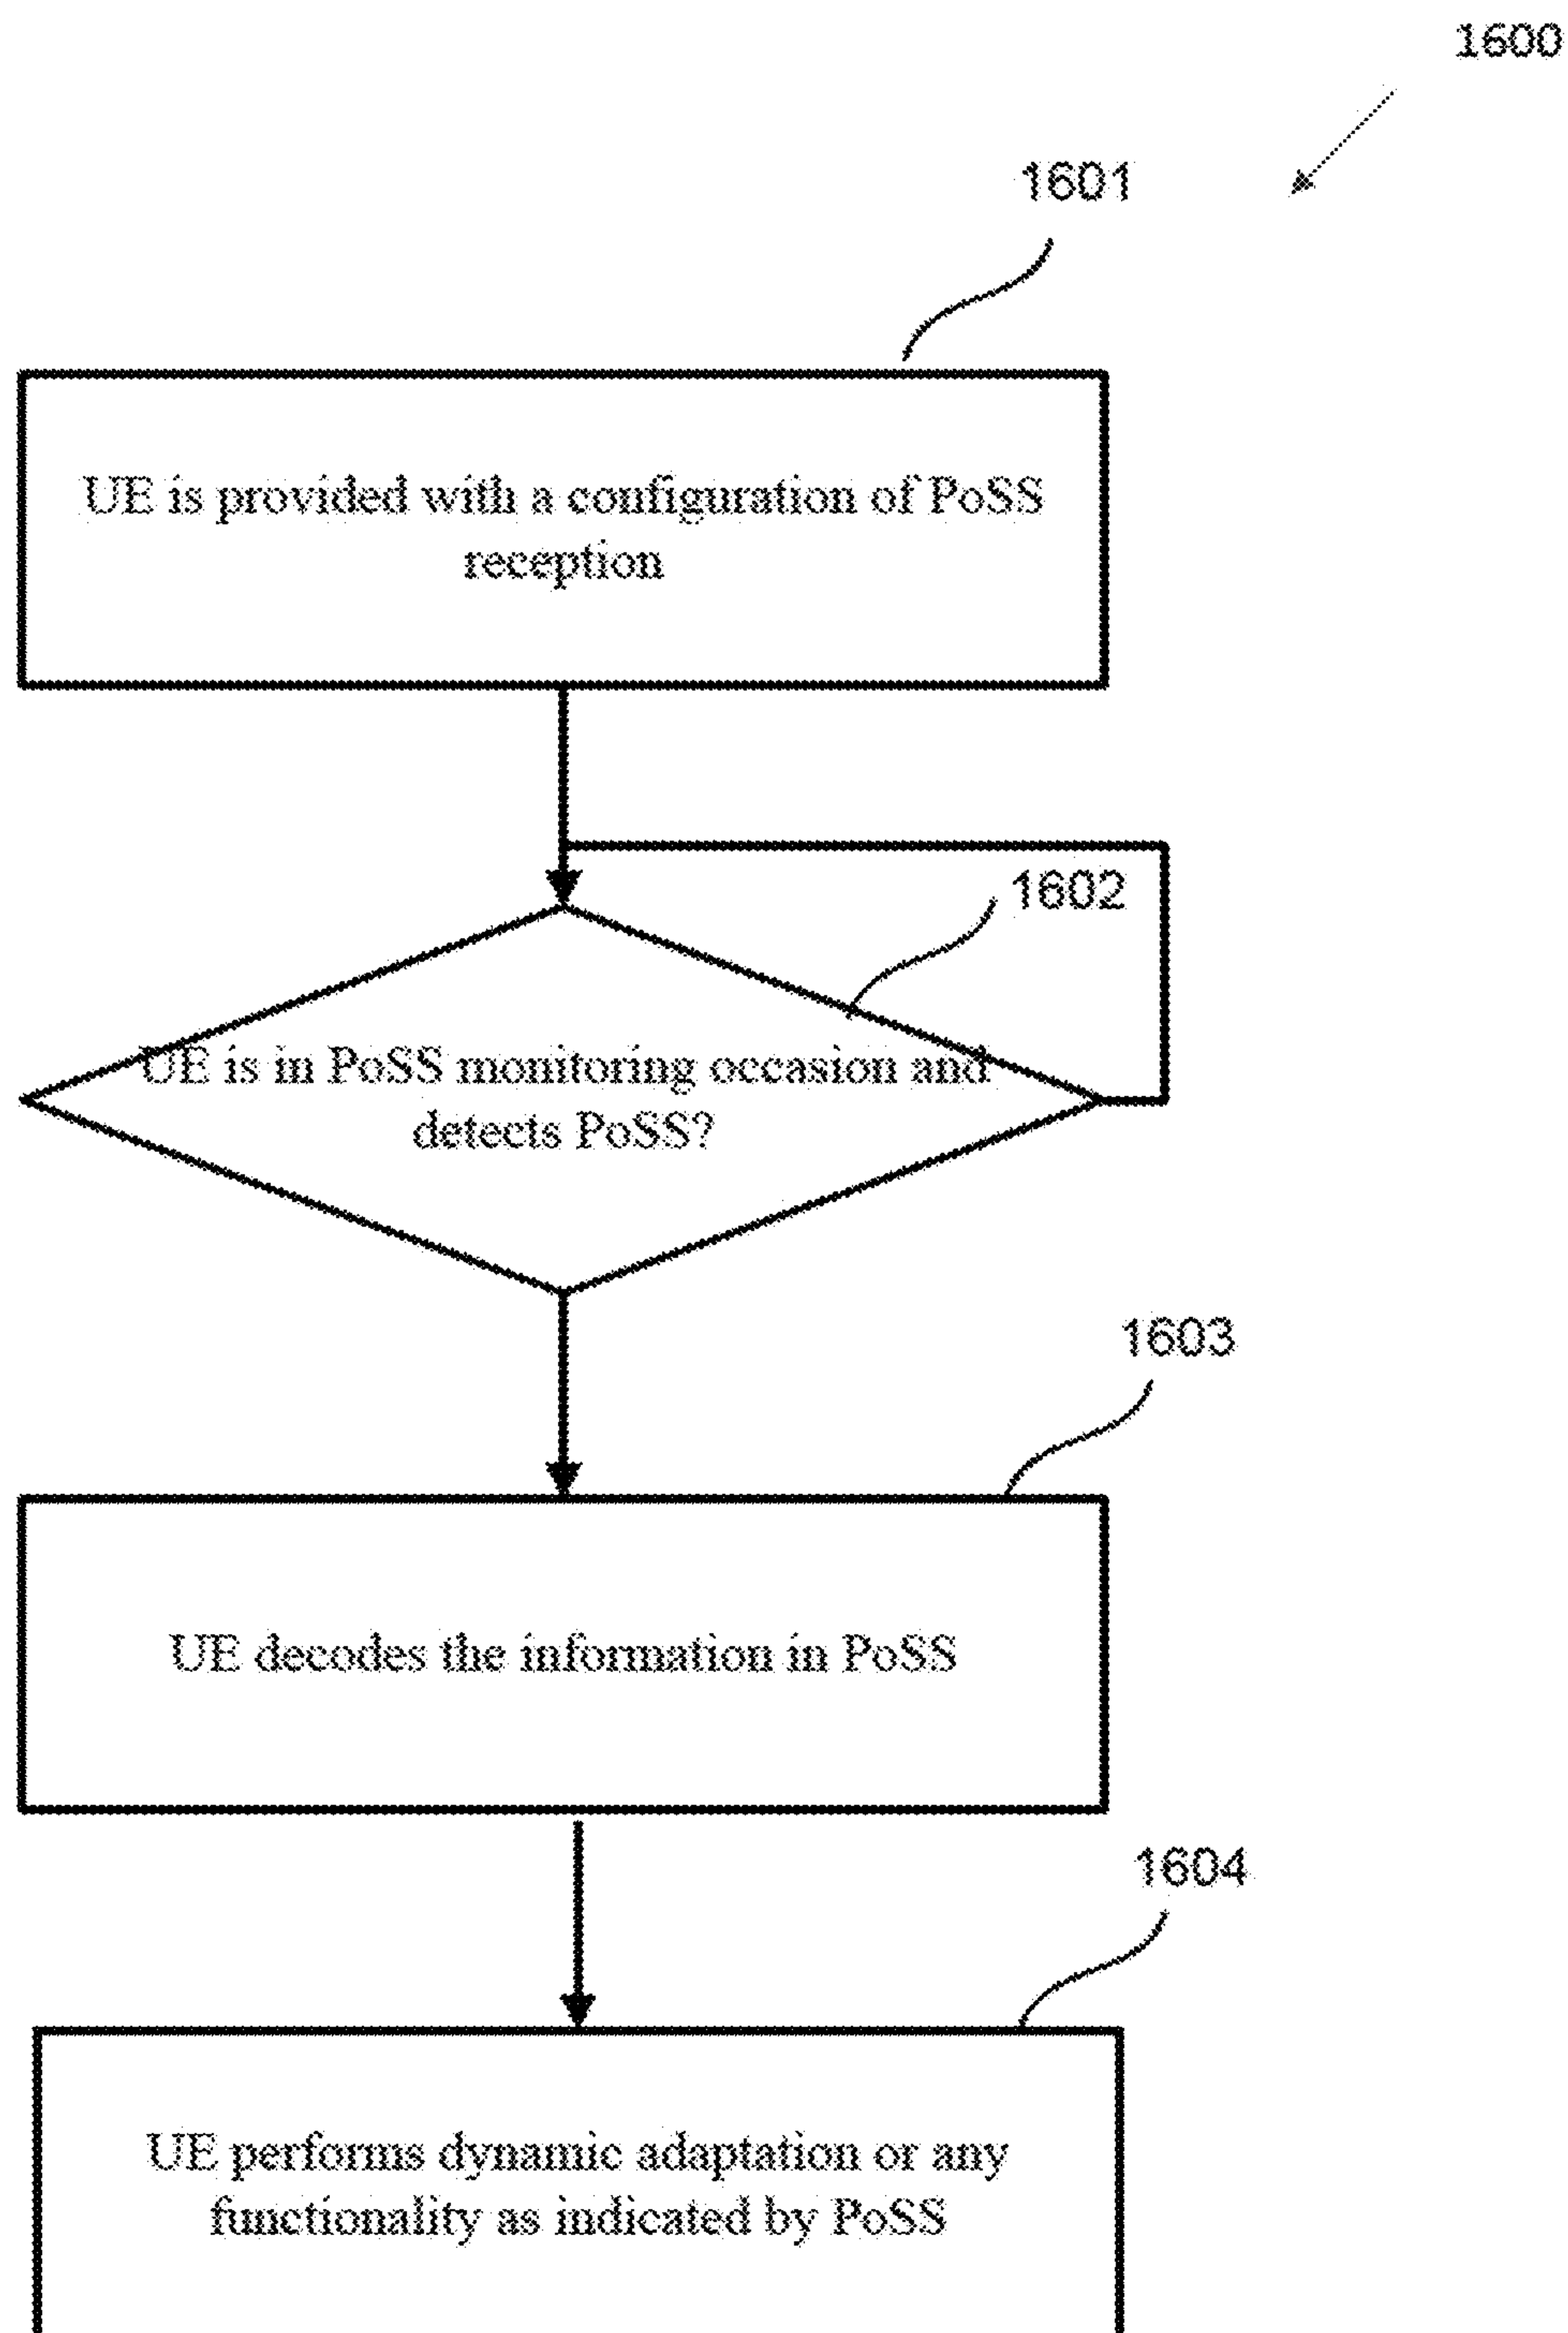 1600
1601
UE is provided with a configuration of PoSS
reception
1602
UE is in PoSS monitoring occasion and
detects PoSS?
1603
UE decodes the information in PoSS
1604
UE performs dynamic adaptation or any
functionality as indicated by PoSS